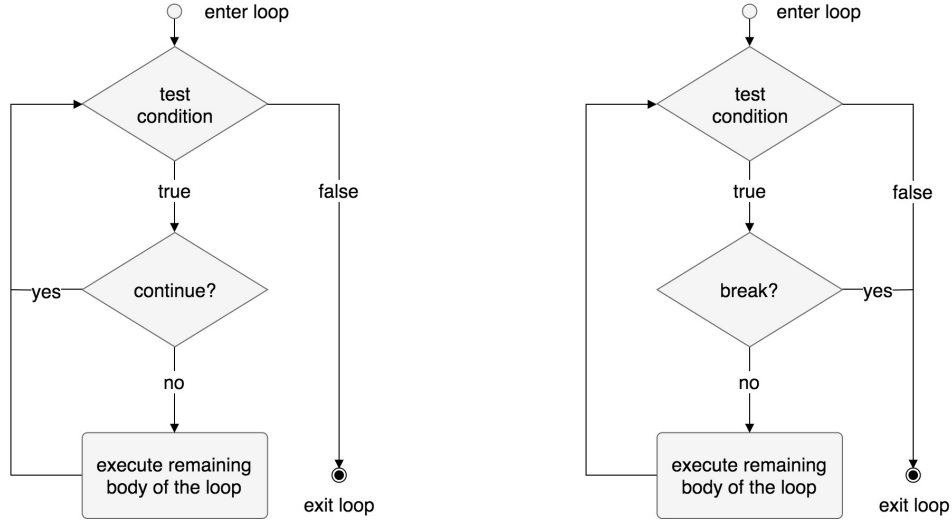 enter loop
test
condition
true
false
continue?
yes
no
execute remaining
body of the loop
exit loop
enter loop
test
condition
true
false
break?
yes
no
execute remaining
body of the loop
exit loop